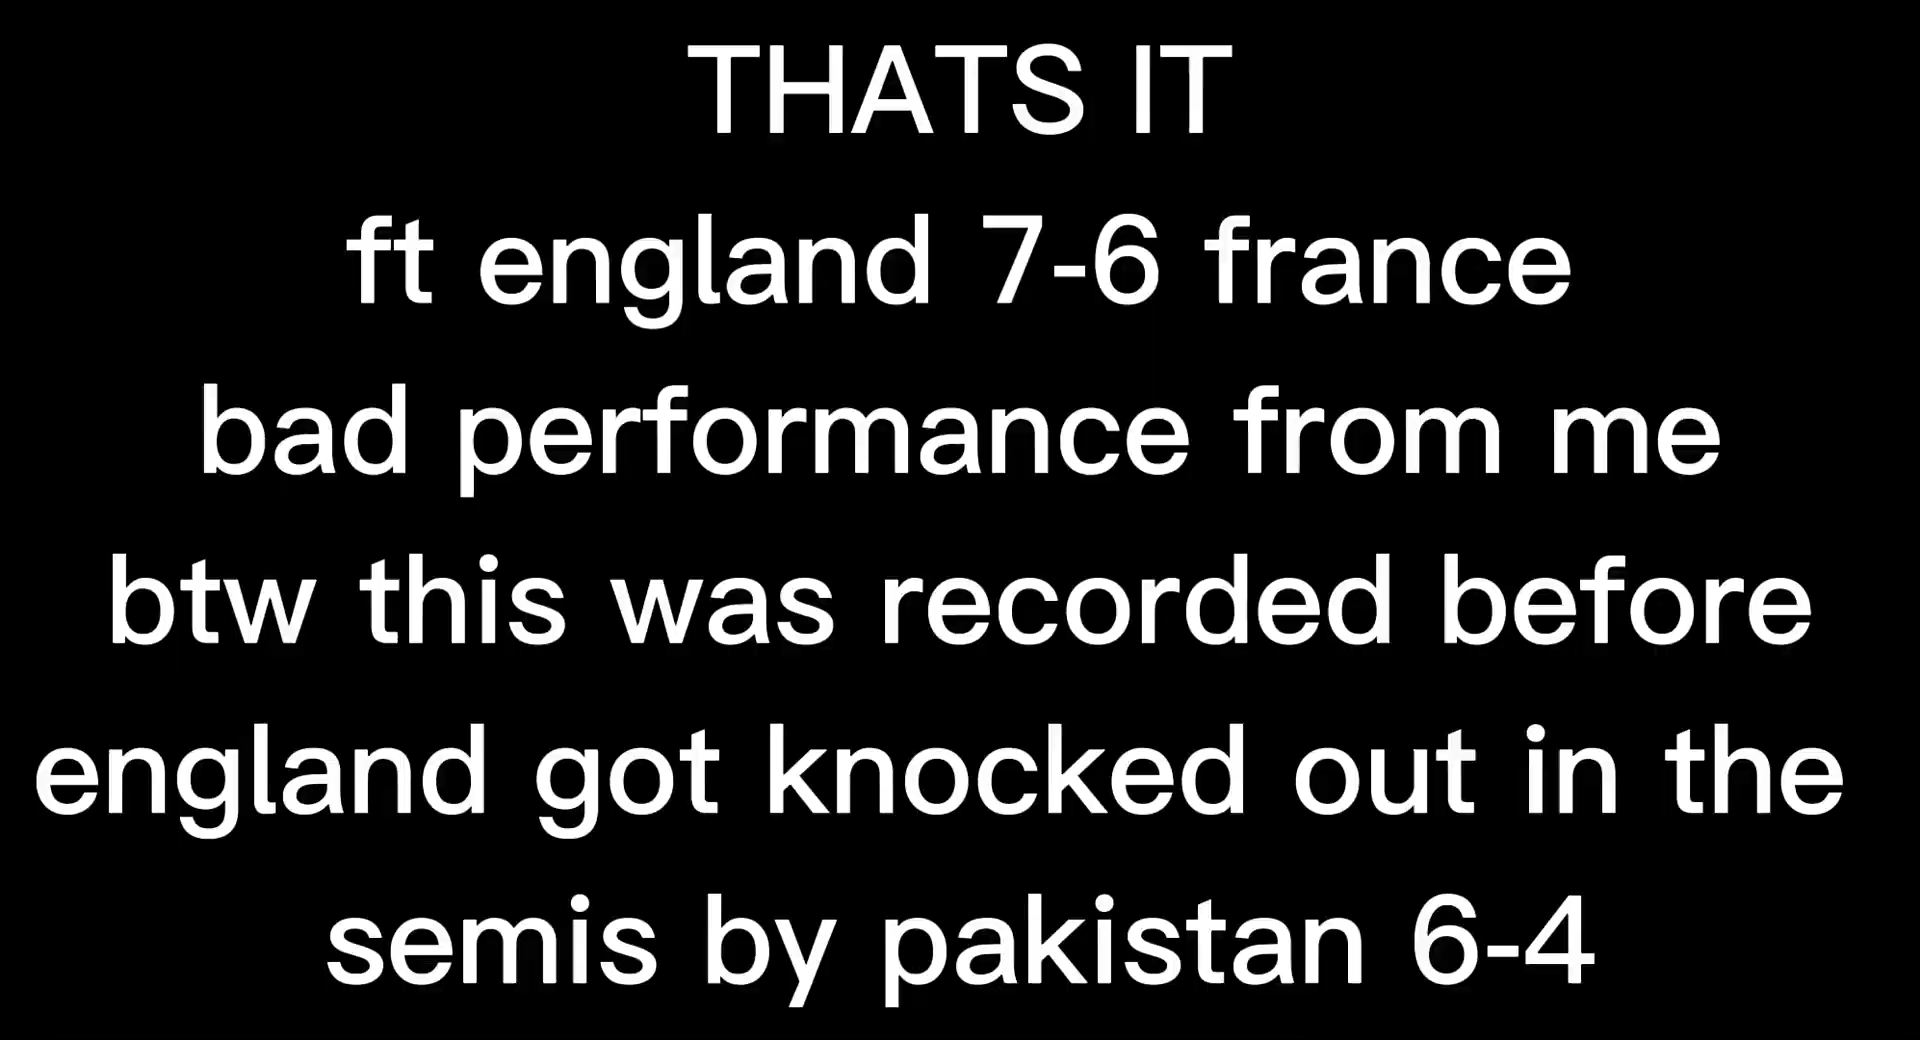 THATS IT
ft england 7-6 france
bad performance from me
btw this was recorded before
england got knocked out in the
semis by pakistan 6-4